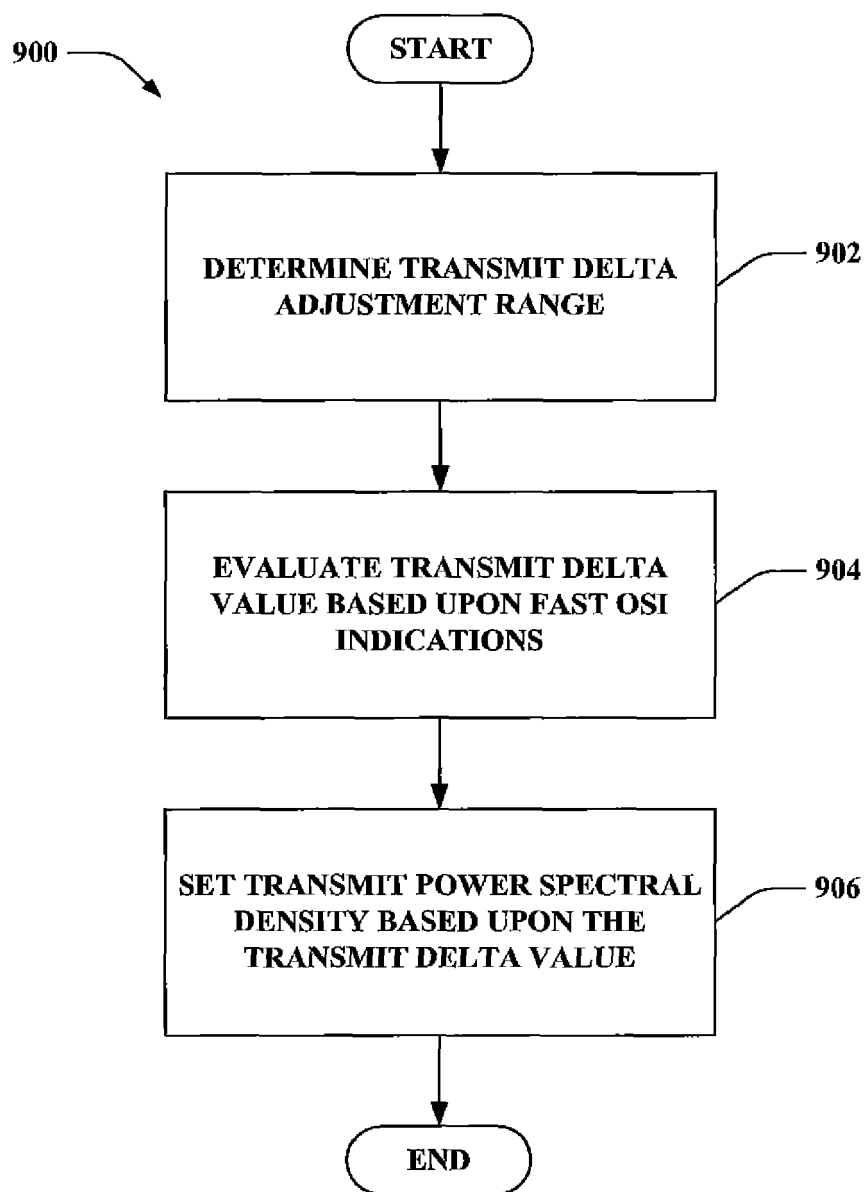 START
900
DETERMINE TRANSMIT DELTA
ADJUSTMENT RANGE
902
EVALUATE TRANSMIT DELTA
VALUE BASED UPON FAST OSI
INDICATIONS
904
SET TRANSMIT POWER SPECTRAL
DENSITY BASED UPON THE
TRANSMIT DELTA VALUE
906
END